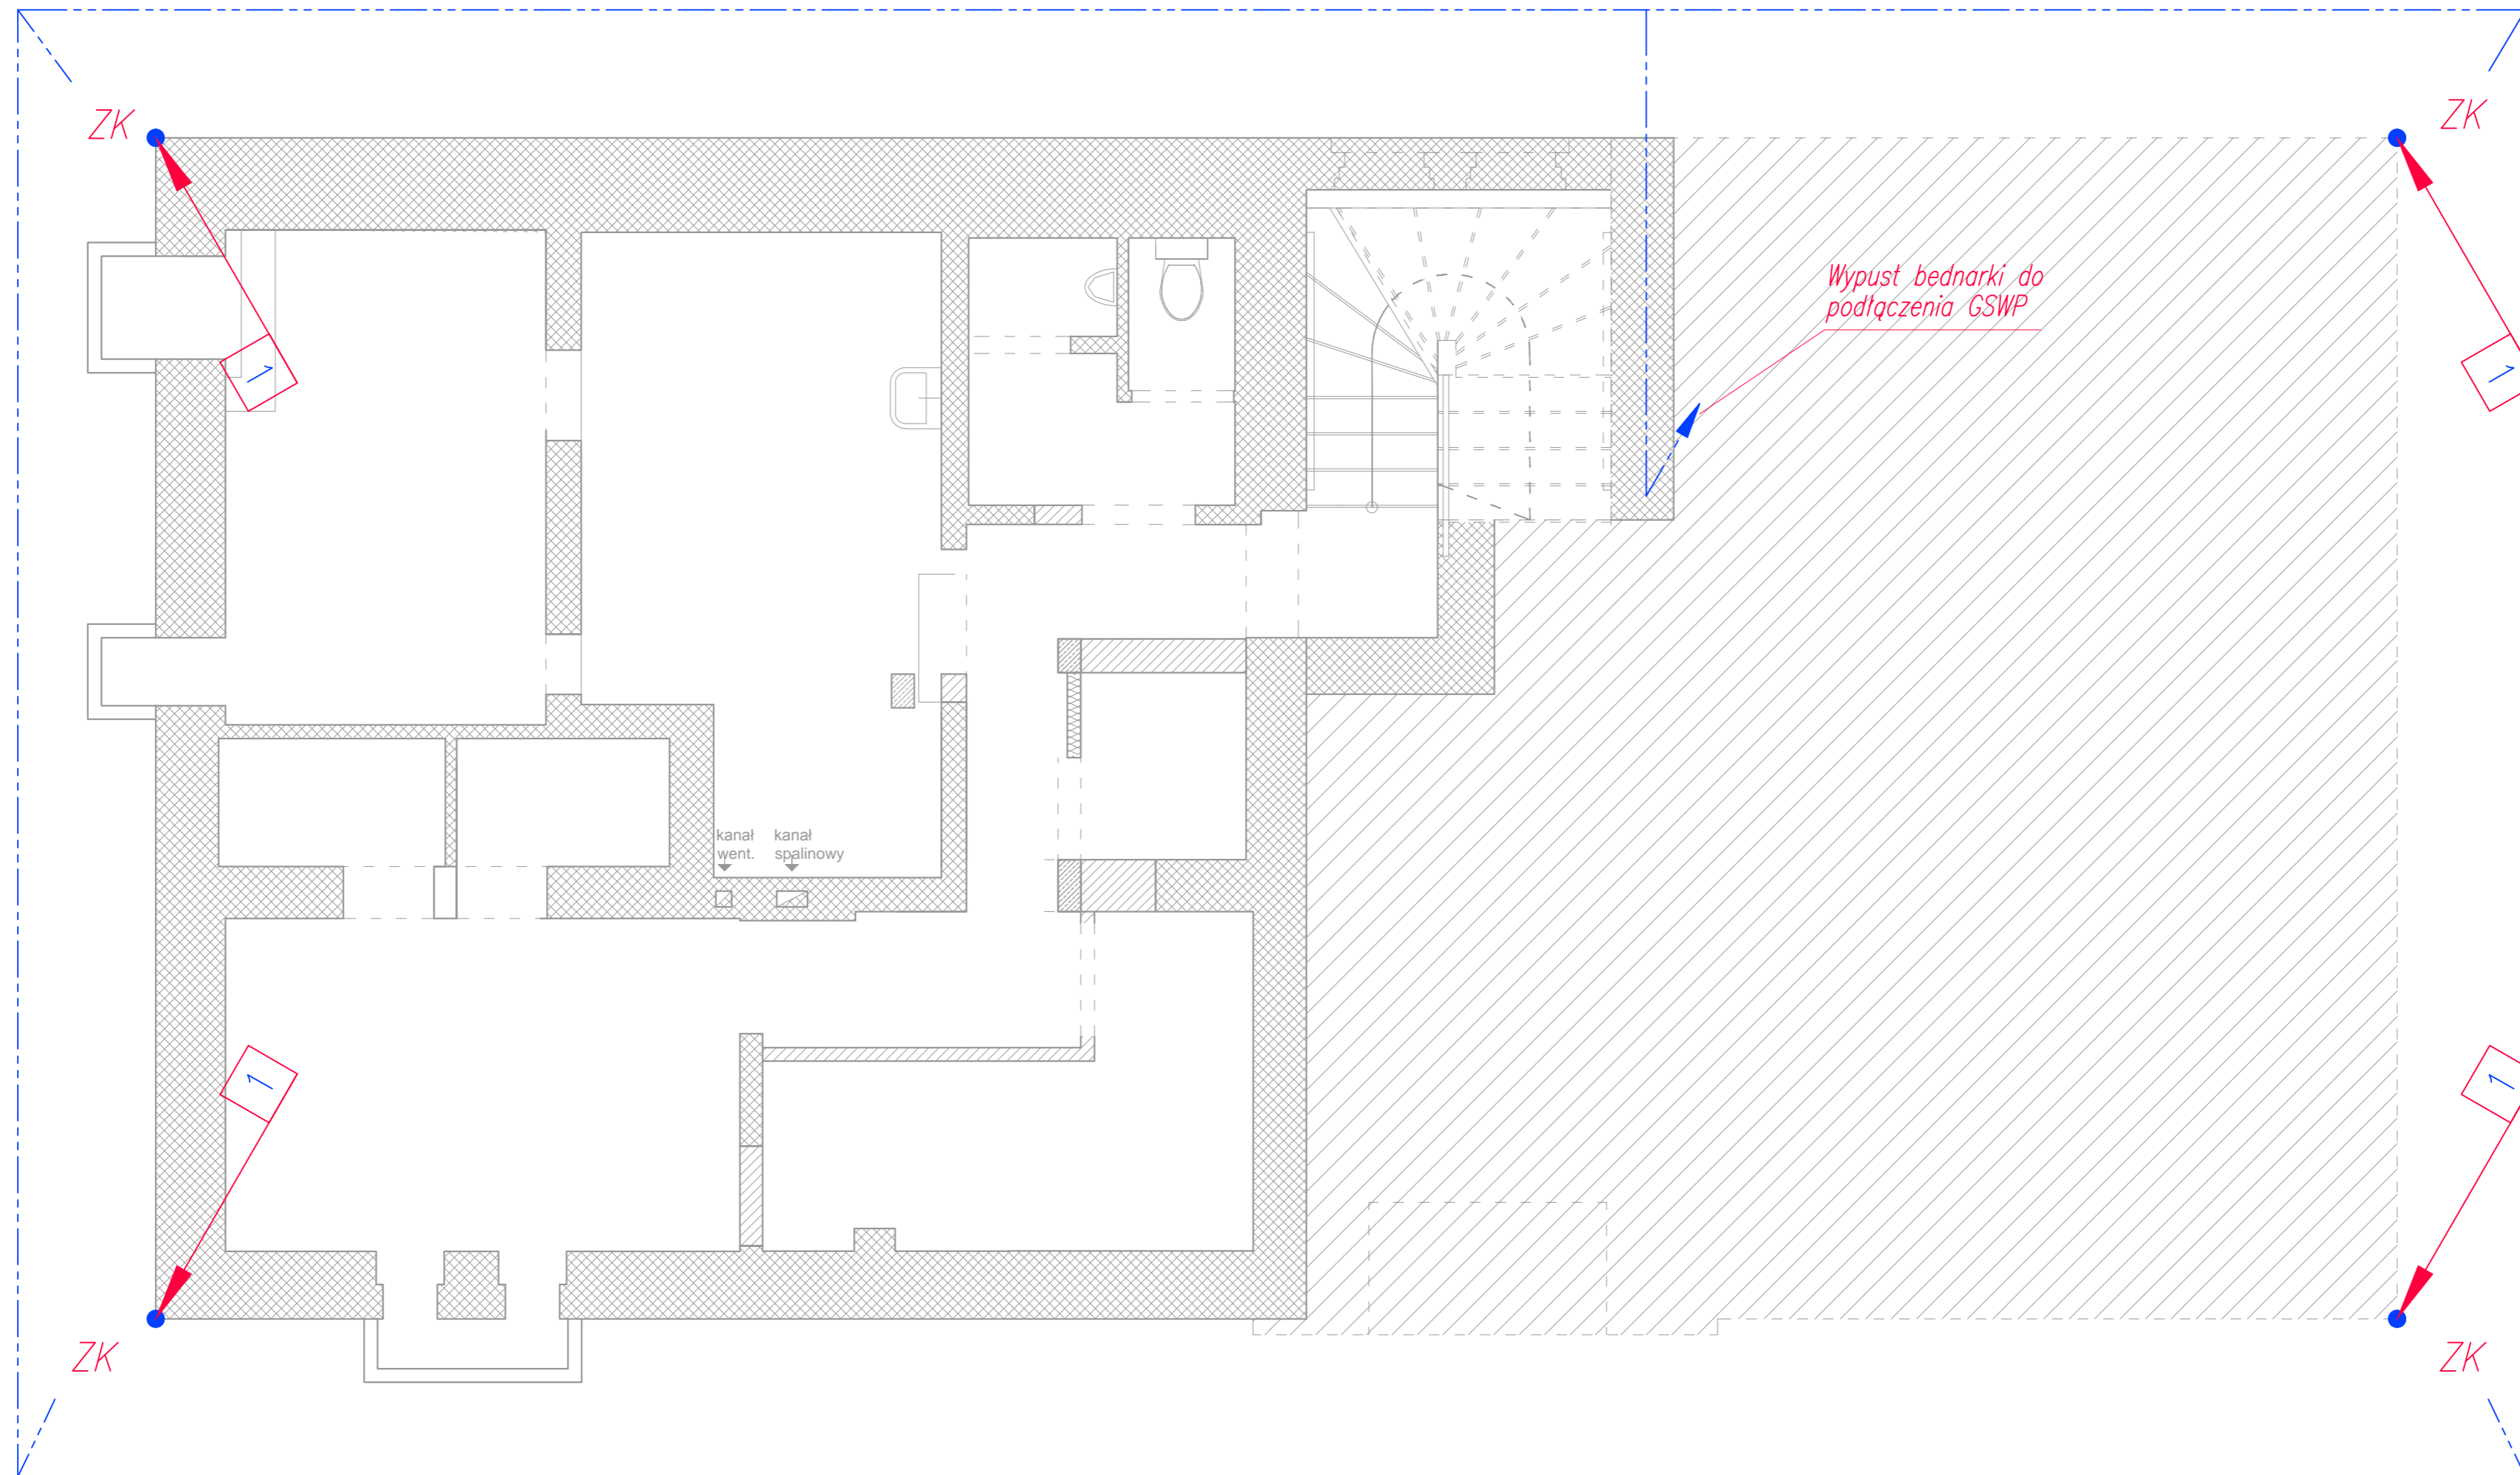 ZK
ZK
Wypust bednarki do
podłączenia GSWP
1
1
kanał
went.
kanał
spalinowy
1
1
ZK
ZK